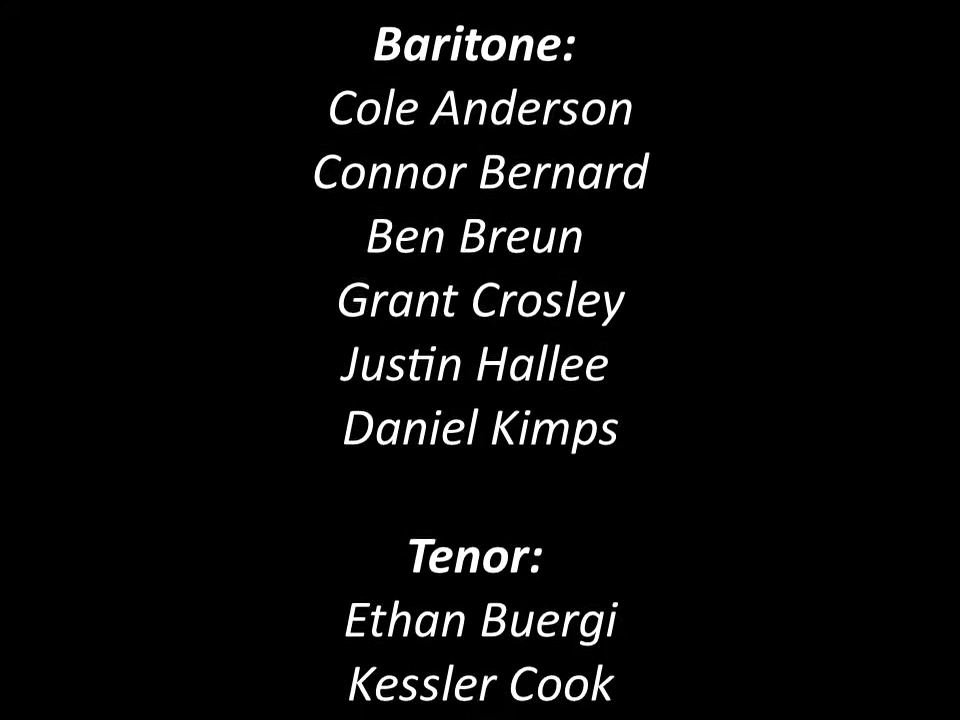 Baritone:
Cole Anderson
Connor Bernard
Ben Breun
Grant Crosley
Justin Hallee
Daniel Kimps
Tenor:
Ethan Buergi
Kessler Cook